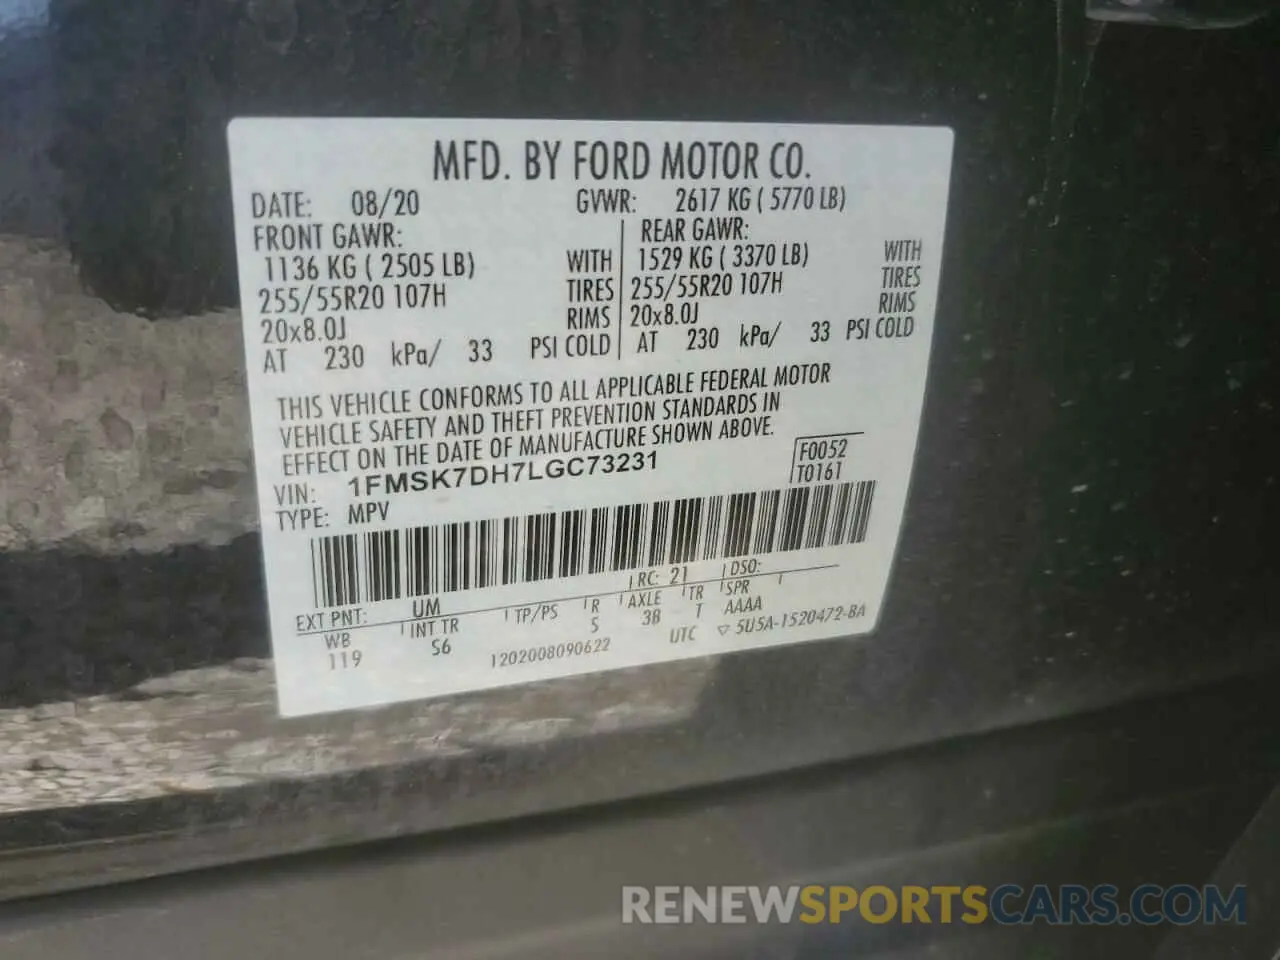 MFD. BY FORD MOTOR CO.
DATE: 08/20 GVWR: 2617 KG ( 5770 LB)
FRONT GAWR: REAR GAWR:
1136 KG ( 2505 LB) WITH 1529 KG ( 3370 LB) WITH
255/55R20 107H TIRES 255/55R20 107H TIRES
20x8.0J RIMS 20x8.0J RIMS
AT 230 kPa/ 33 PSI COLD AT 230 kPa/ 33 PSI COLD
THIS VEHICLE CONFORMS TO ALL APPLICABLE FEDERAL MOTOR
VEHICLE SAFETY AND THEFT PREVENTION STANDARDS IN
EFFECT ON THE DATE OF MANUFACTURE SHOWN ABOVE.
F0052
VIN: 1FMSK7DH7LGC73231 T0161
TYPE: MPV
EXT PNT: UM RC: 21 DSO:
WB INT TR TP/PS R AXLE TR SPR
119 S6 5 3B T AAAA
1202008090622 UTC ▽ 5U5A-1520472-BA
RENEWSPORTSCARS.COM